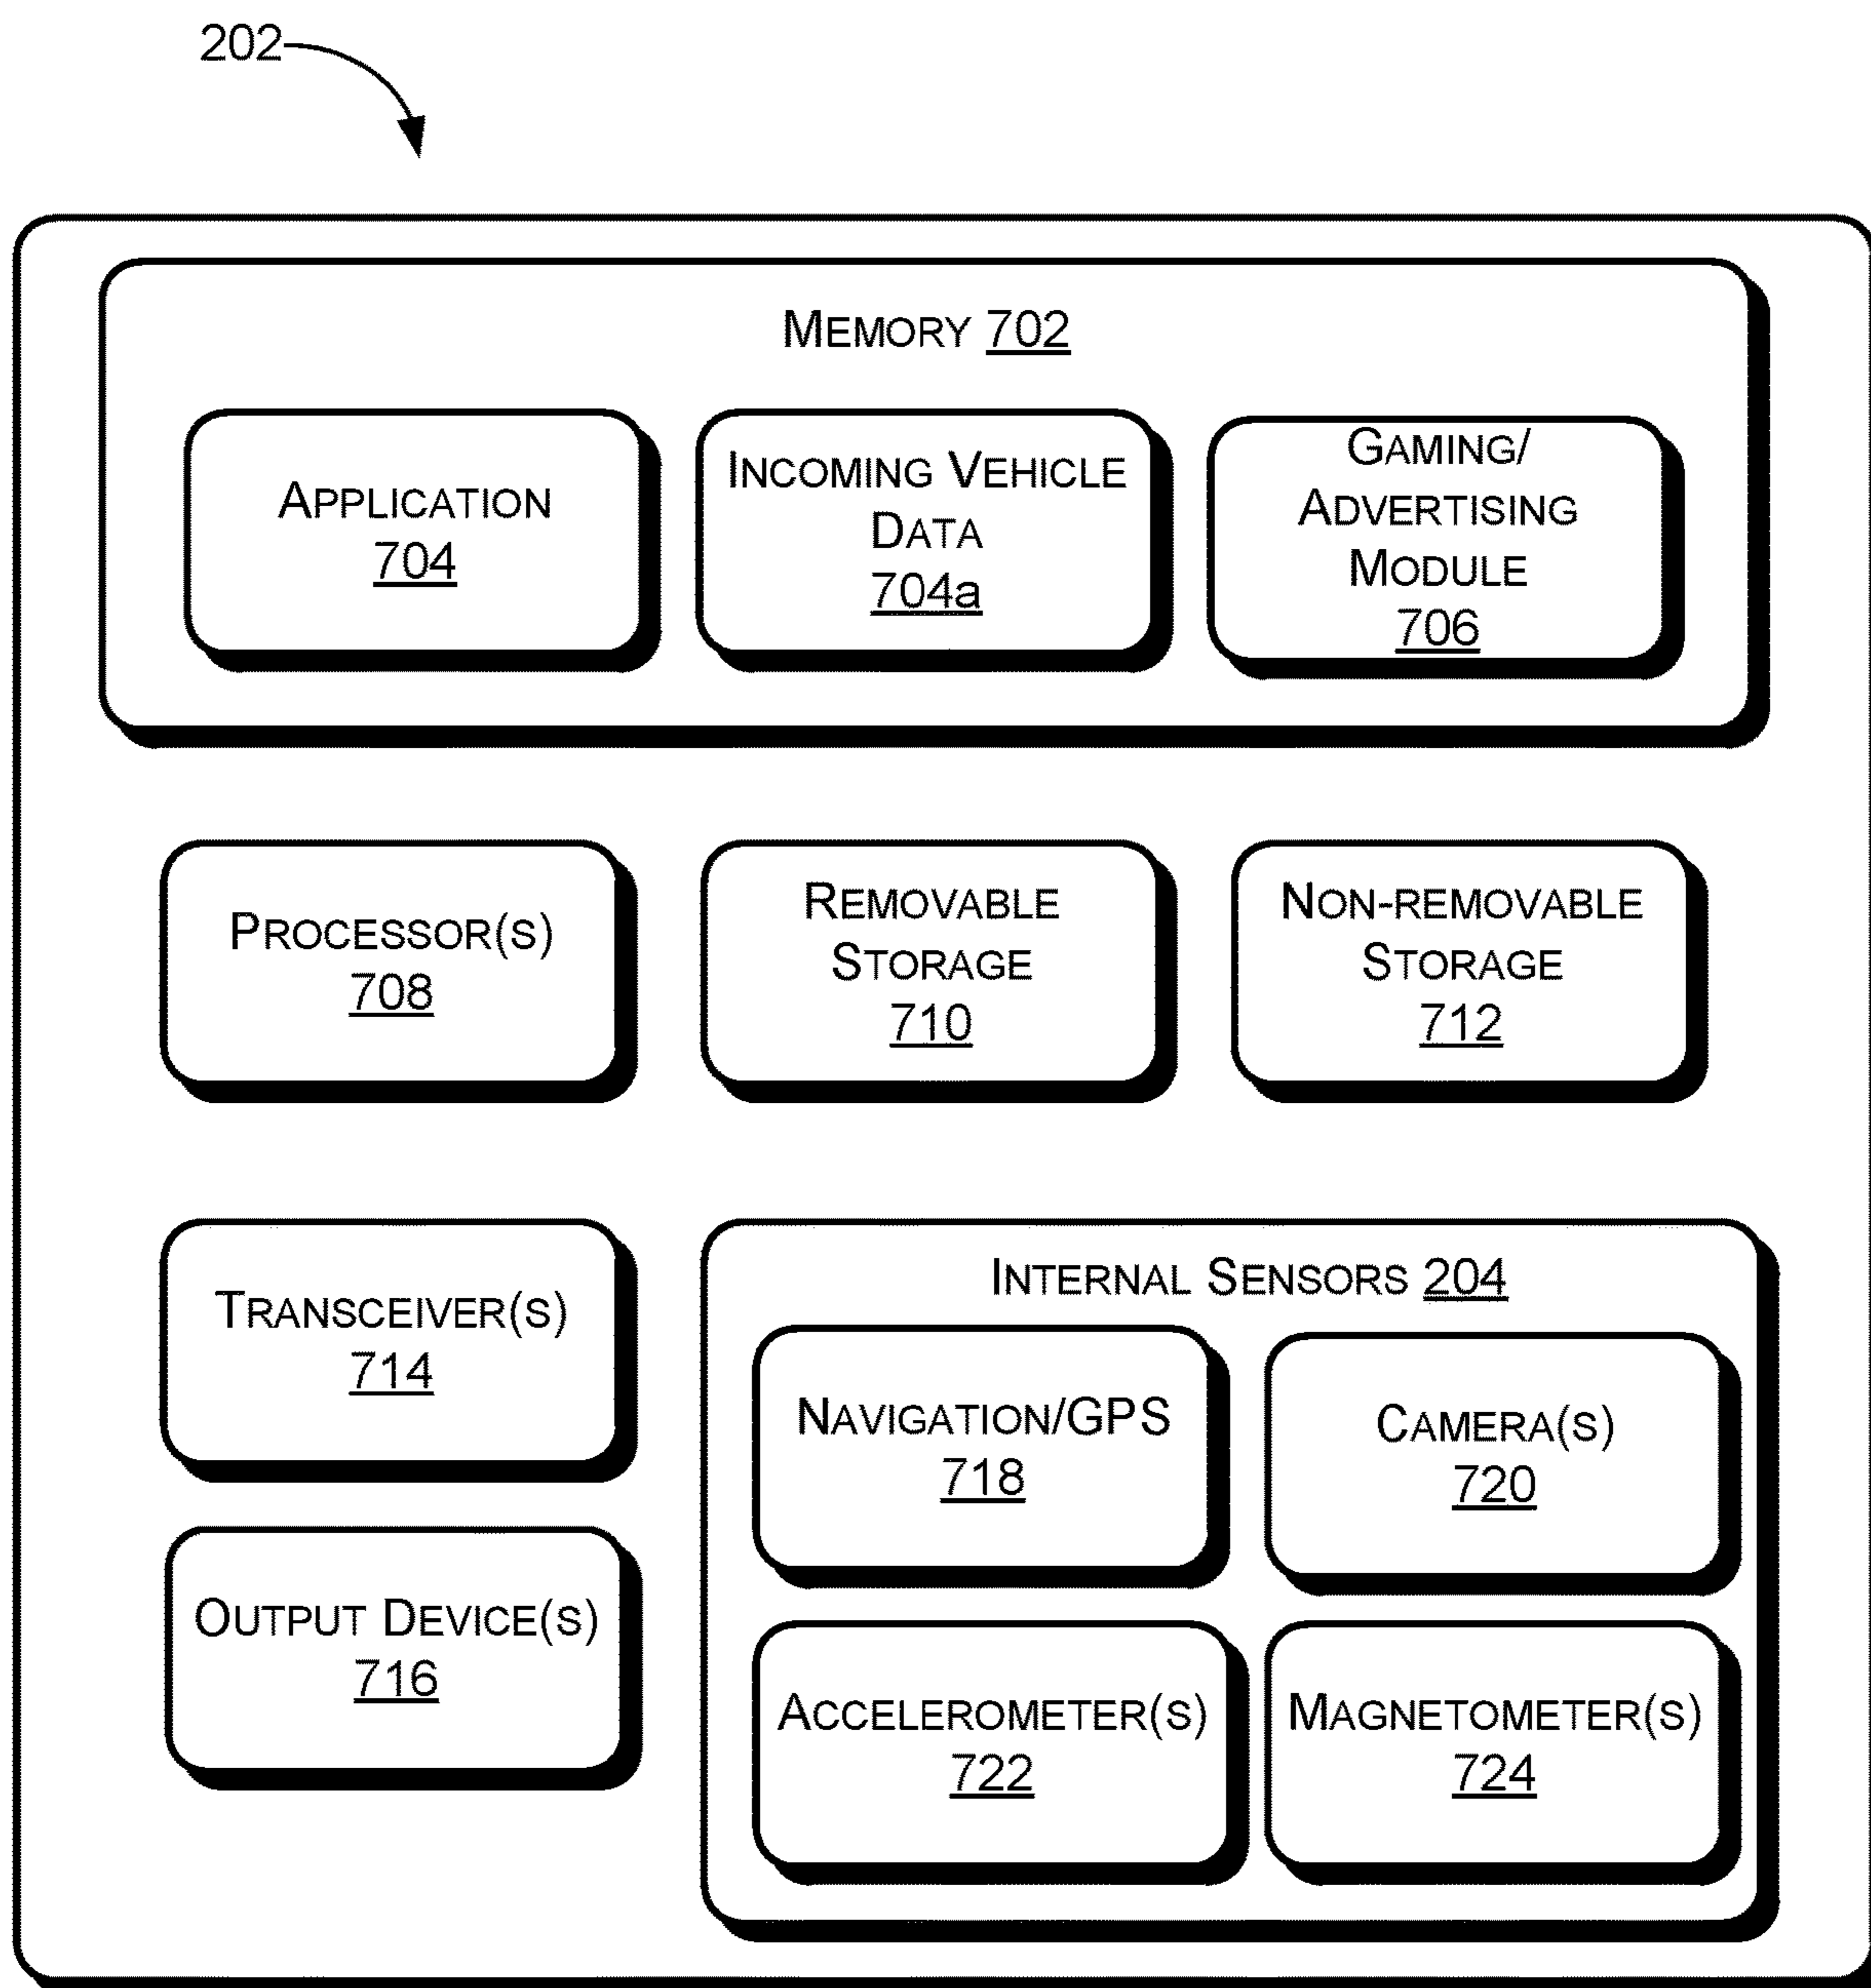 202
MEMORY 702
APPLICATION
704
INCOMING VEHICLE
DATA
704a
GAMING/
ADVERTISING
MODULE
706
PROCESSOR(S)
708
REMOVABLE
STORAGE
710
NON-REMOVABLE
STORAGE
712
TRANSCEIVER(S)
714
OUTPUT DEVICE(S)
716
INTERNAL SENSORS 204
NAVIGATION/GPS
718
CAMERA(S)
720
ACCELEROMETER(S)
722
MAGNETOMETER(S)
724